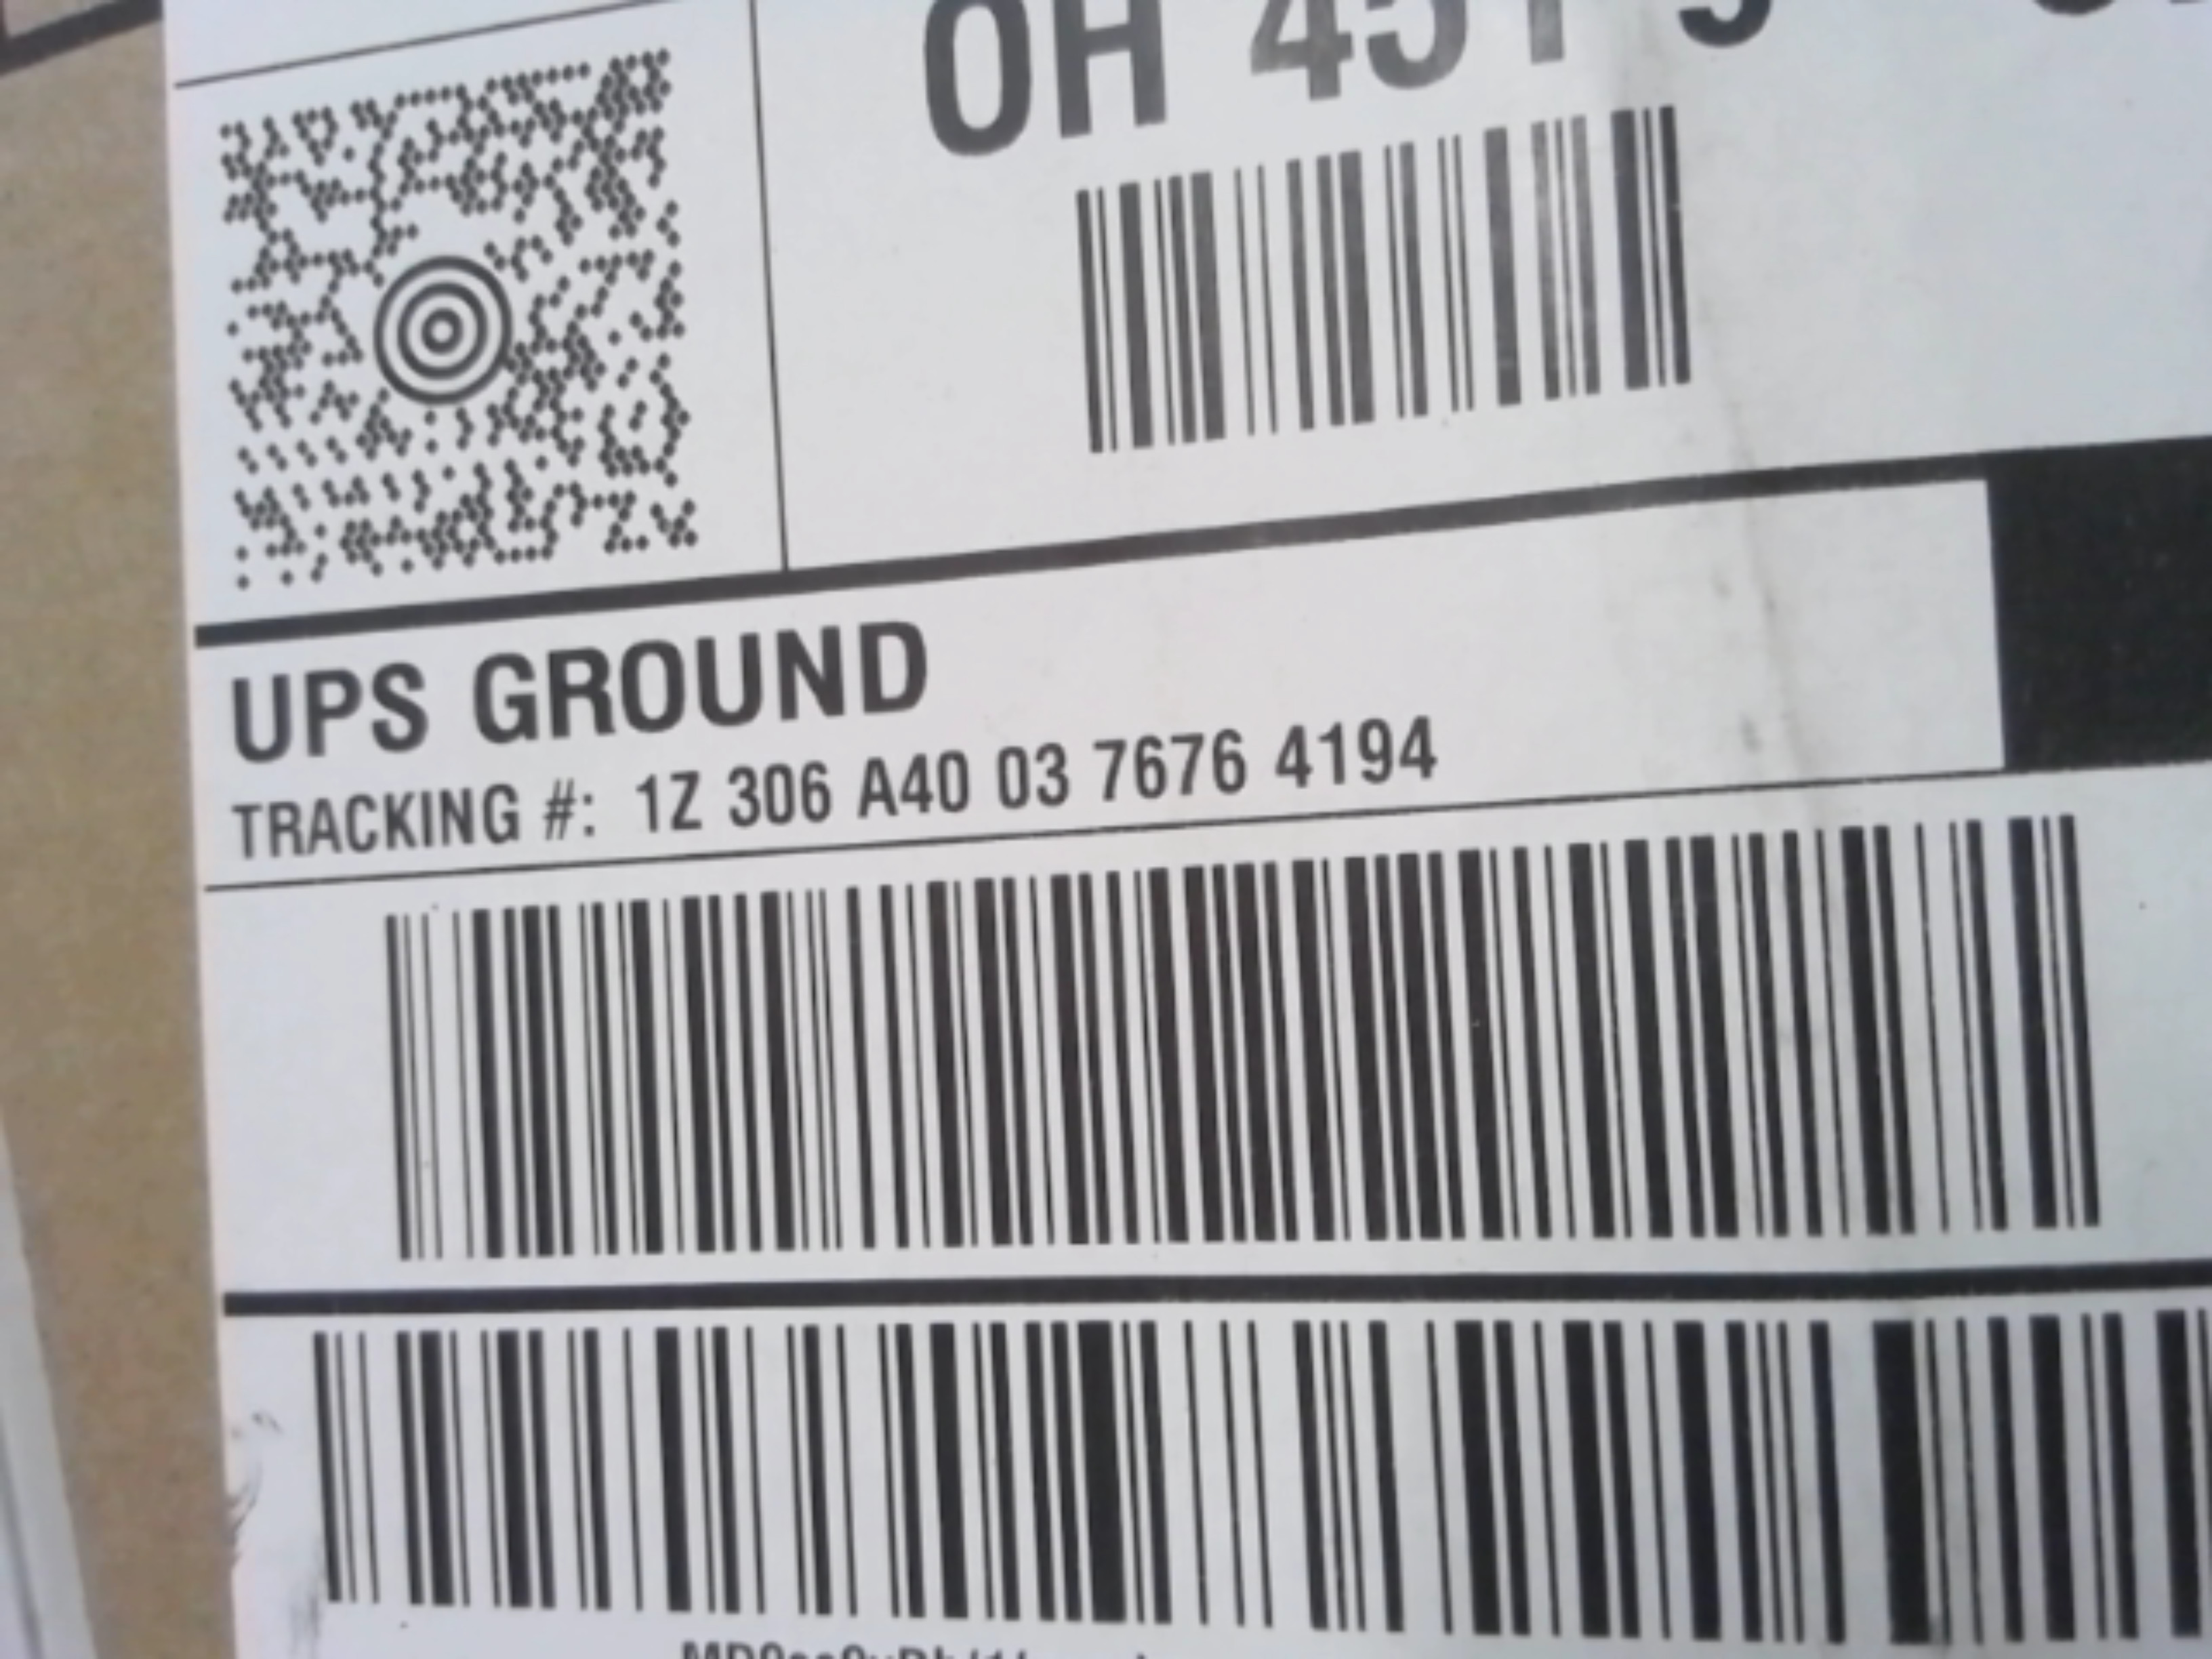 OH 451
UPS GROUND
TRACKING #: 1Z 306 A40 03 7676 4194